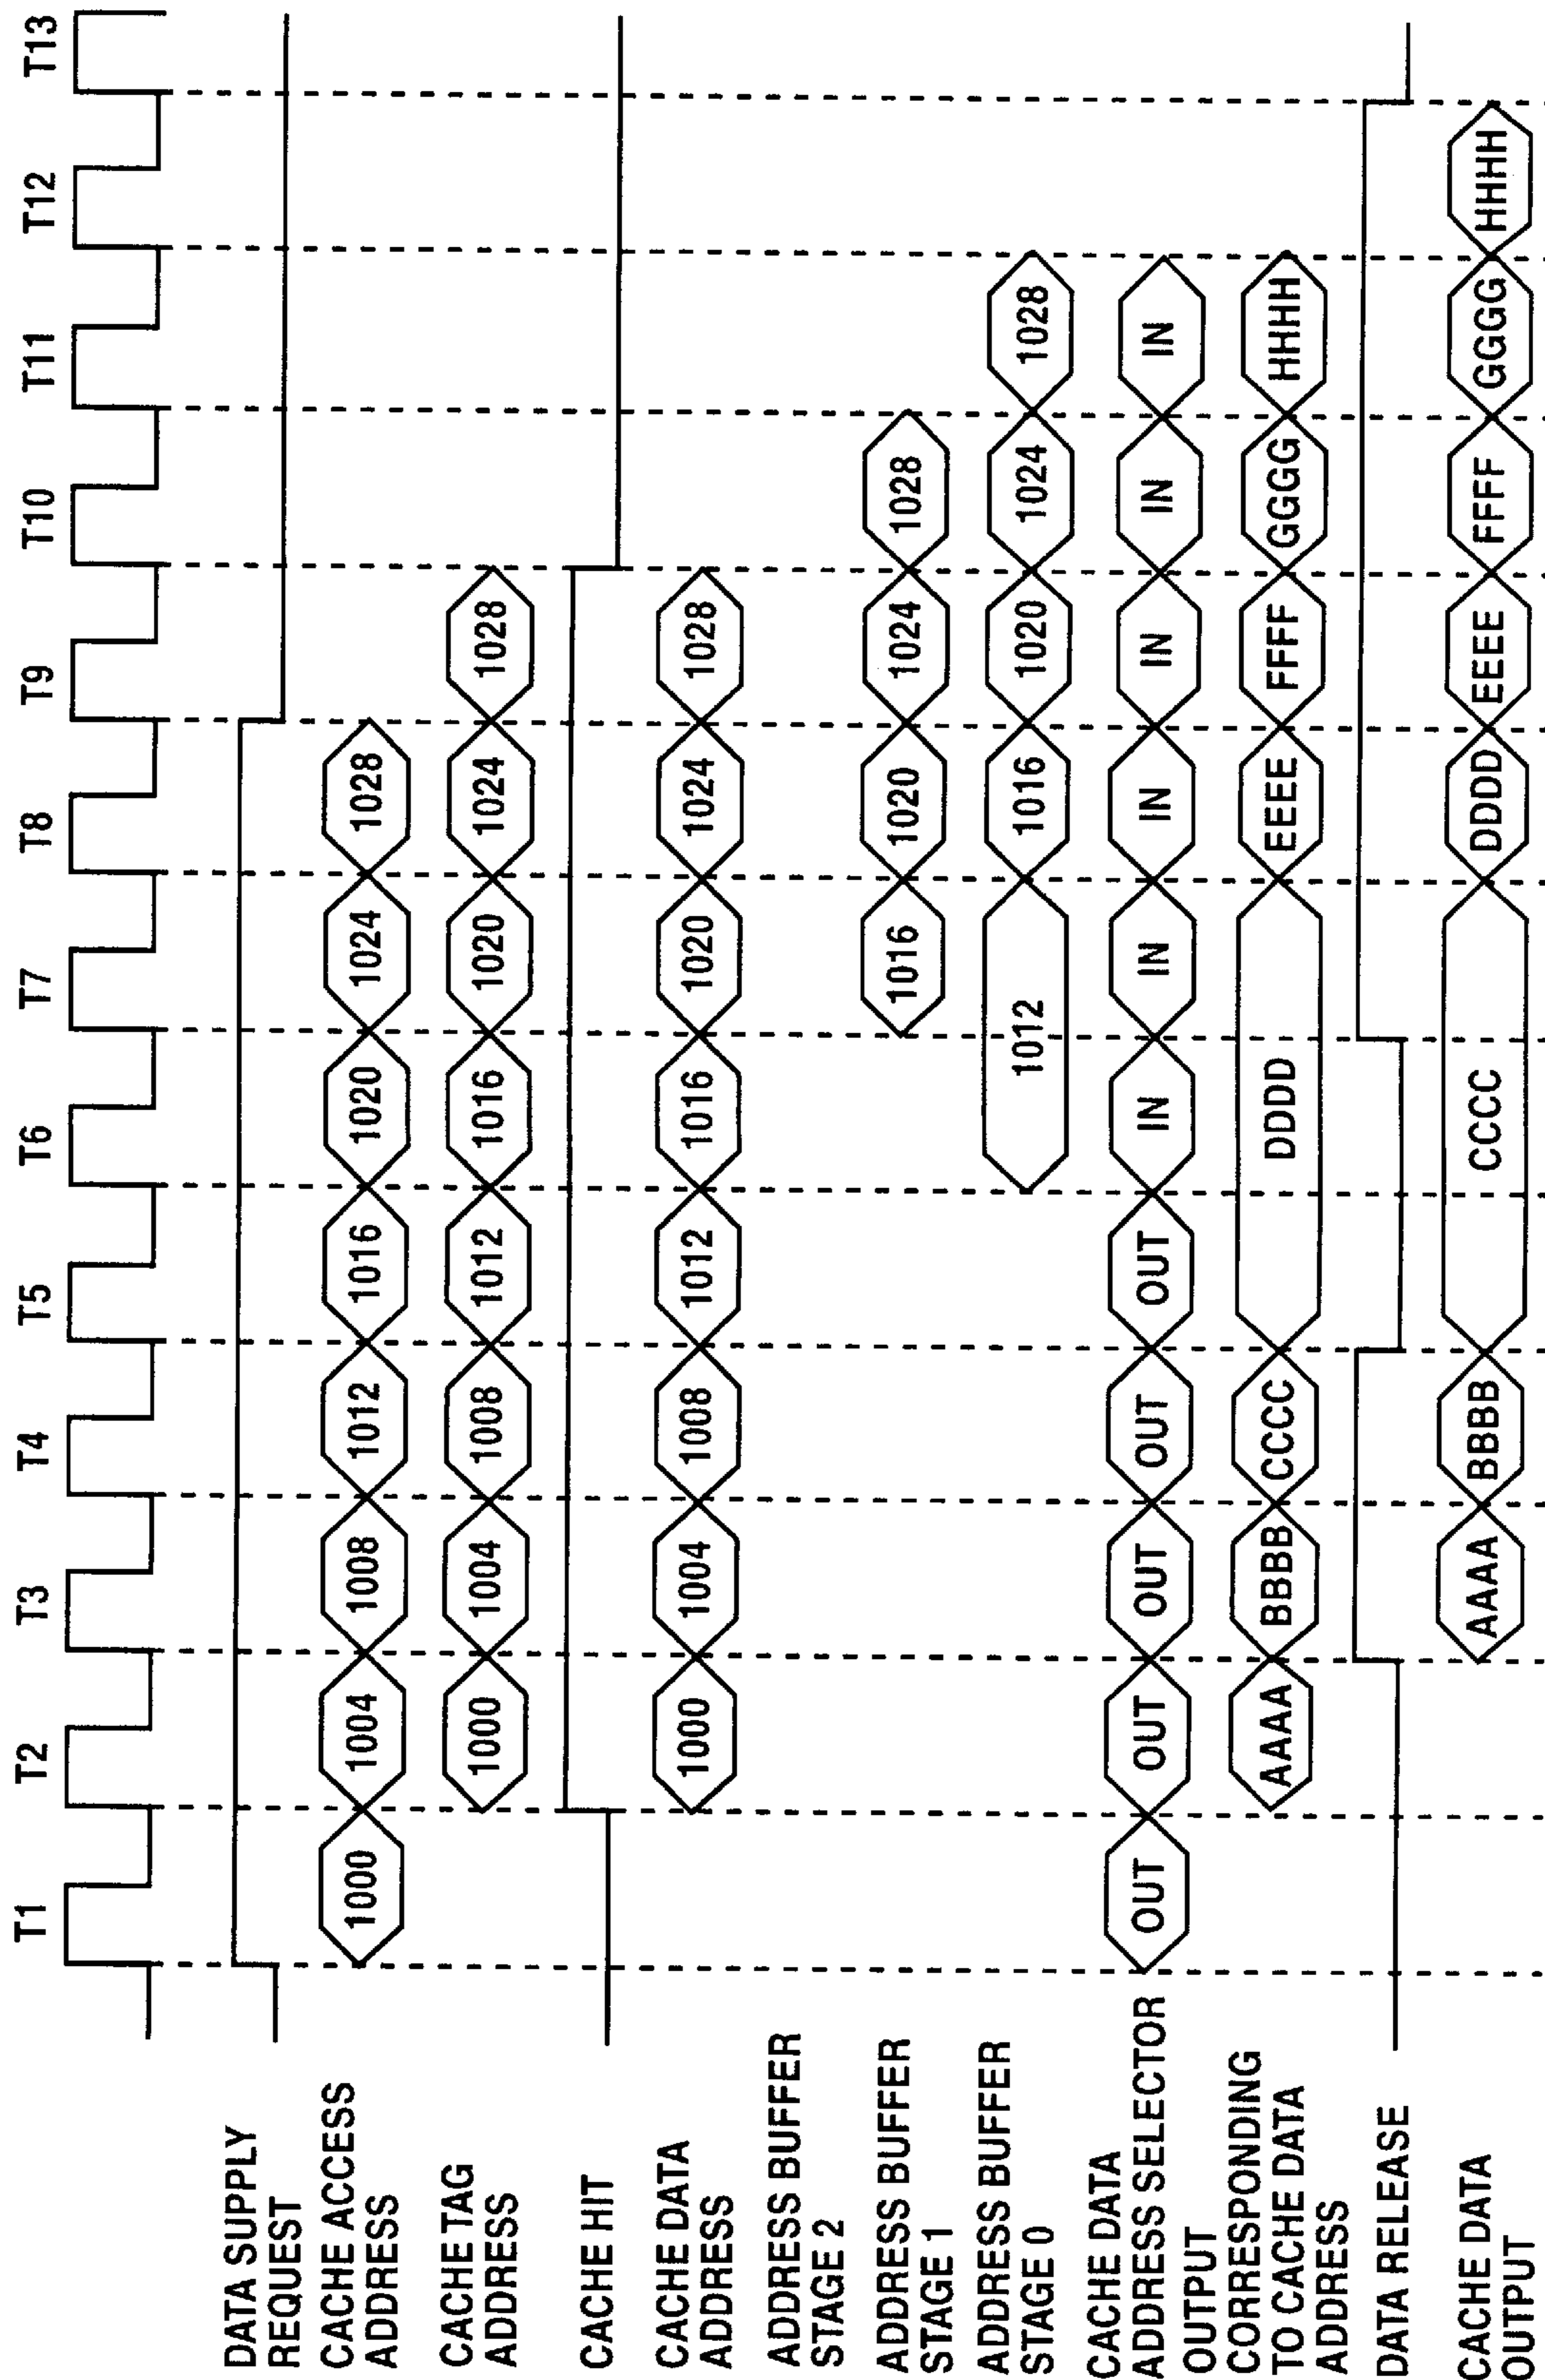 T1 T2 T3 T4 T5 T6 T7 T8 T9 T10 T11 T12 T13
DATA SUPPLY
REQUEST
CACHE ACCESS
ADDRESS
1000 1004 1008 1012 1016 1020 1024 1028
CACHE TAG
ADDRESS
1000 1004 1008 1012 1016 1020 1024 1028
CACHE HIT
CACHE DATA
ADDRESS
1000 1004 1008 1012 1016 1020 1024 1028
ADDRESS BUFFER
STAGE 2
ADDRESS BUFFER
STAGE 1
1016 1020 1024 1028
ADDRESS BUFFER
STAGE 0
1012 1016 1020 1024 1028
CACHE DATA
ADDRESS SELECTOR
OUT OUT OUT OUT OUT IN IN IN IN IN IN
OUTPUT
CORRESPONDING
TO CACHE DATA
ADDRESS
AAAA BBBB CCCC DDDD EEEE FFFF GGGG HHHH
DATA RELEASE
CACHE DATA
OUTPUT
AAAA BBBB CCCC DDDD EEEE FFFF GGGG HHHH